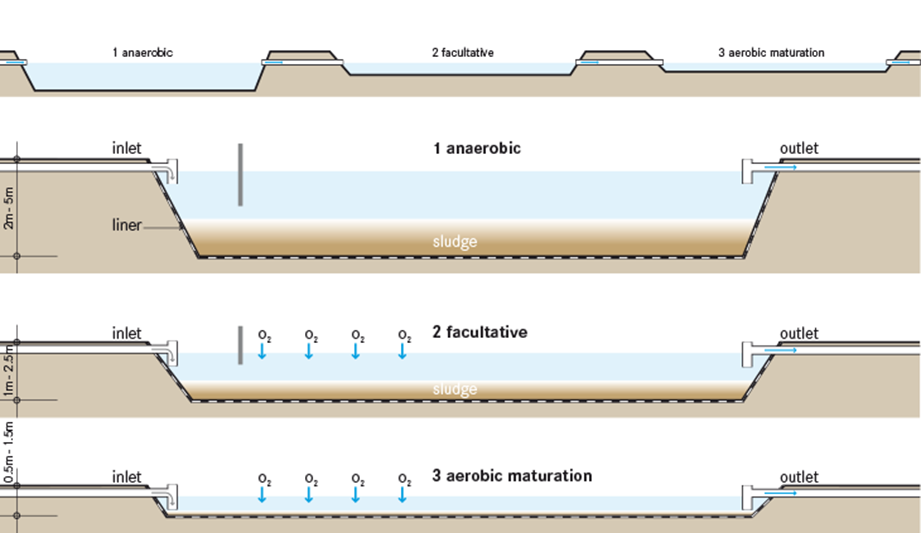 1 anaerobic
2 facultative
3 aerobic maturation
inlet
1 anaerobic
outlet
2m - 5m
liner
sludge
inlet
O₂ O₂ O₂ O₂
2 facultative
outlet
1m - 2.5m
sludge
0.5m - 1.5m
inlet
O₂ O₂ O₂ O₂
3 aerobic maturation
outlet